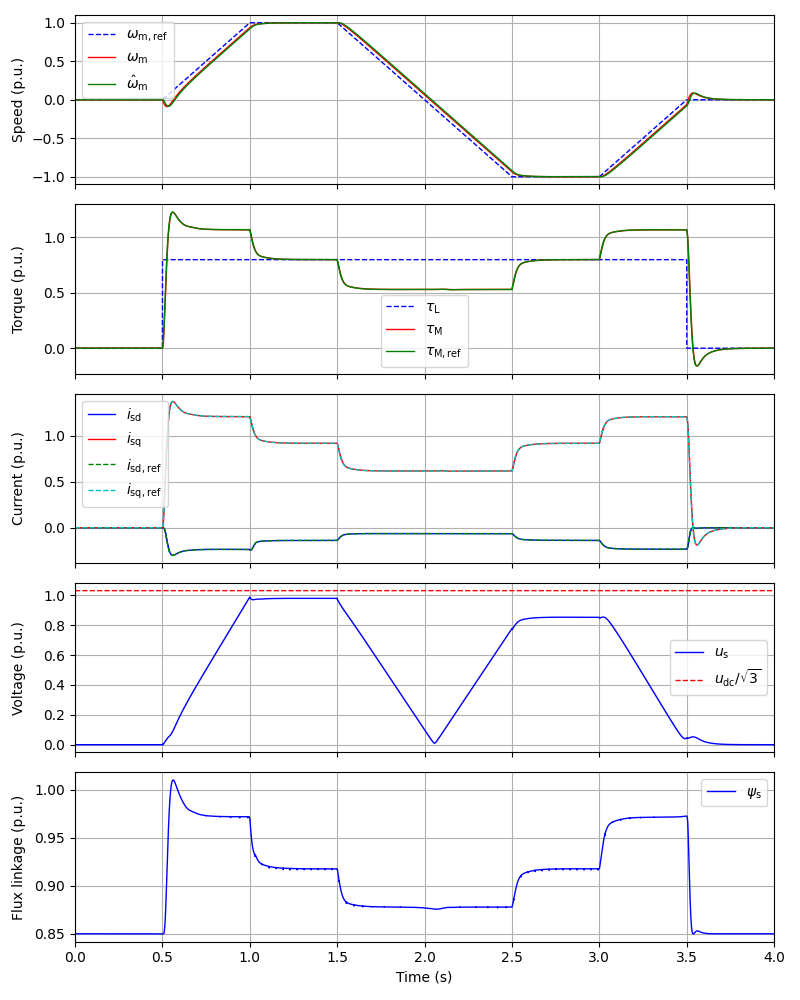 1.0
0.5
0.0
−0.5
−1.0
Speed (p.u.)
ω_m,ref
ω_m
ω̂_m
1.0
0.5
0.0
Torque (p.u.)
τ_L
τ_M
τ_M,ref
1.0
0.5
0.0
Current (p.u.)
i_sd
i_sq
i_sd,ref
i_sq,ref
1.0
0.8
0.6
0.4
0.2
0.0
Voltage (p.u.)
u_s
u_dc/√3
1.00
0.95
0.90
0.85
Flux linkage (p.u.)
ψ_s
0.0 0.5 1.0 1.5 2.0 2.5 3.0 3.5 4.0
Time (s)